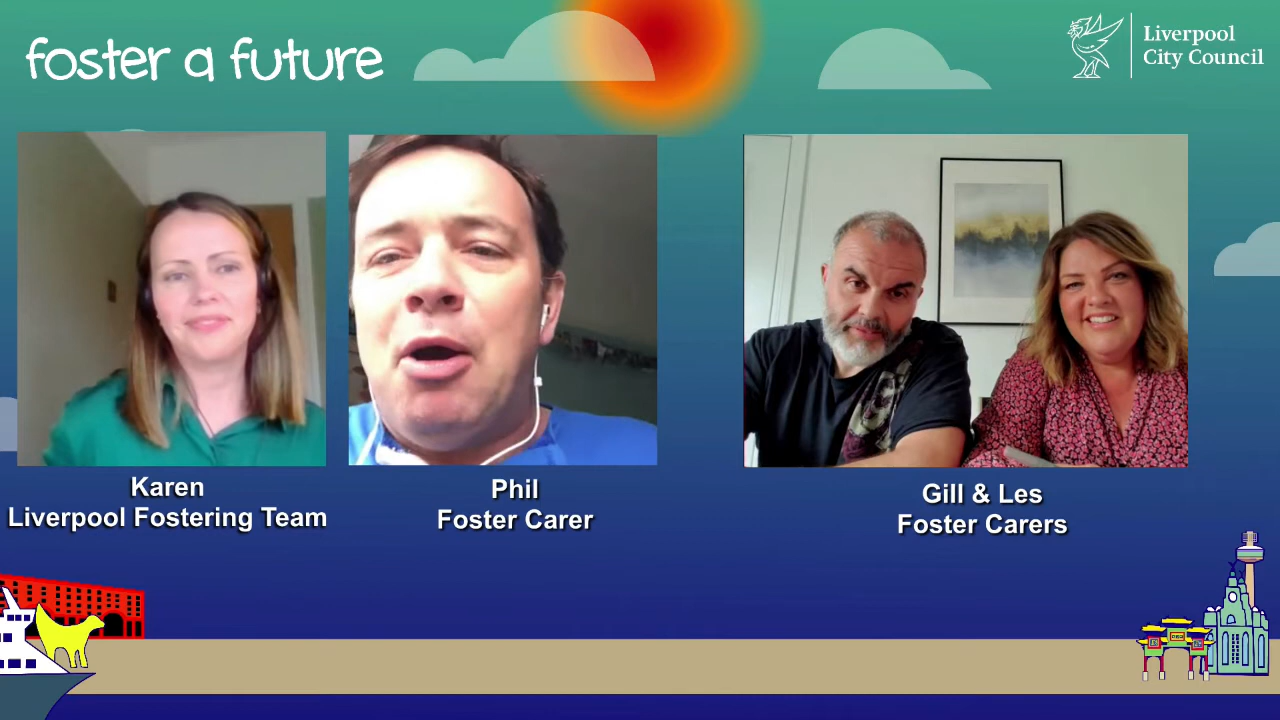 foster a future
Liverpool
City Council
Karen
Liverpool Fostering Team
Phil
Foster Carer
Gill & Les
Foster Carers